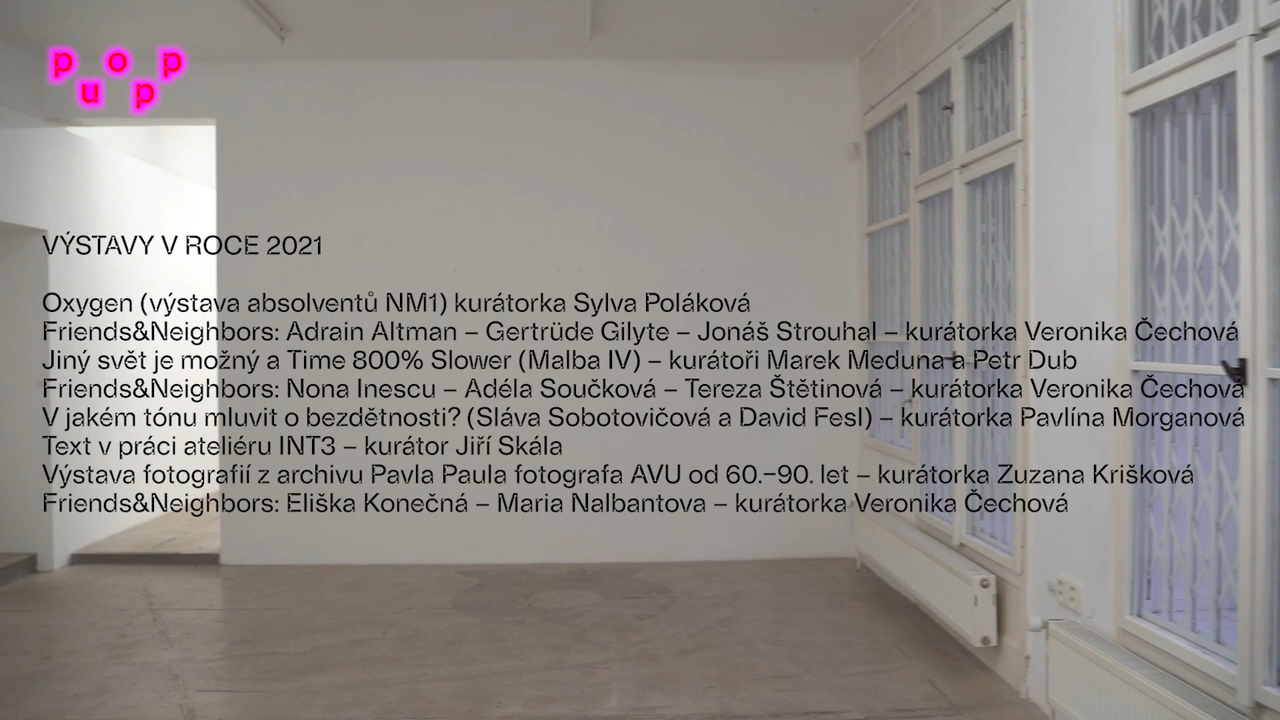 p o p
u p
VÝSTAVY V ROCE 2021
Oxygen (výstava absolventů NM1) kurátorka Sylva Poláková
Friends&Neighbors: Adrain Altman – Gertrüde Gilyte – Jonáš Strouhal – kurátorka Veronika Čechová
Jiný svět je možný a Time 800% Slower (Malba IV) – kurátoři Marek Meduna a Petr Dub
Friends&Neighbors: Nona Inescu – Adéla Součková – Tereza Štětinová – kurátorka Veronika Čechová
V jakém tónu mluvit o bezdětnosti? (Sláva Sobotovičová a David Fesl) – kurátorka Pavlína Morganová
Text v práci ateliéru INT3 – kurátor Jiří Skála
Výstava fotografií z archivu Pavla Paula fotografa AVU od 60.–90. let – kurátorka Zuzana Krišková
Friends&Neighbors: Eliška Konečná – Maria Nalbantova – kurátorka Veronika Čechová